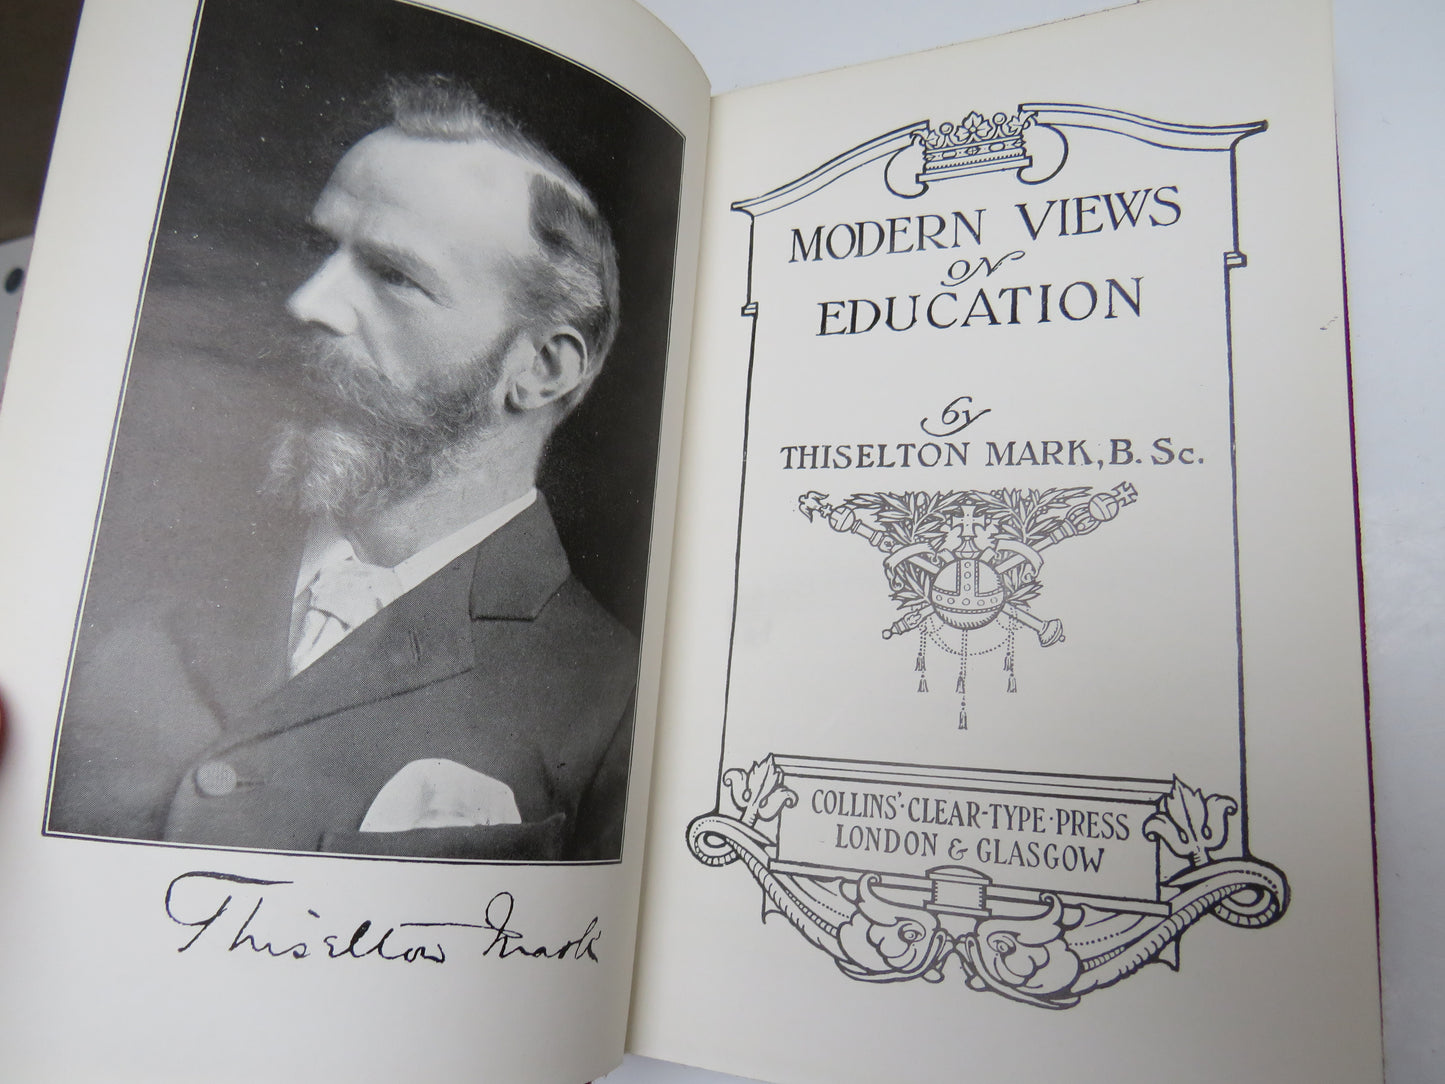 Thiselton Mark
MODERN VIEWS
ON
EDUCATION
by
THISELTON MARK, B. Sc.
COLLINS'·CLEAR-TYPE·PRESS
LONDON & GLASGOW